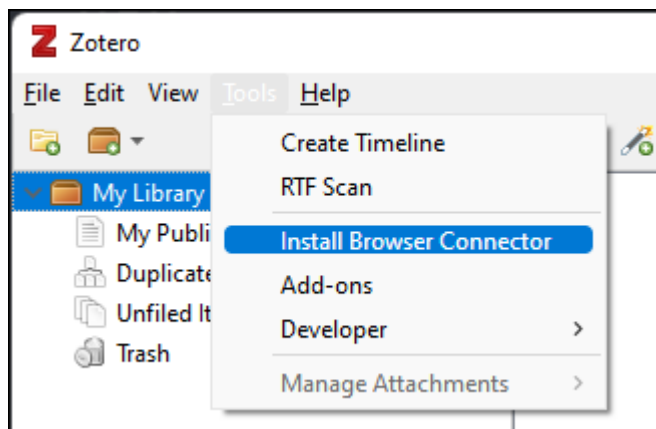 Zotero
File Edit View Tools Help
Create Timeline
RTF Scan
My Library
Install Browser Connector
My Publi
Duplicate
Add-ons
Unfiled It
Developer
Trash
Manage Attachments